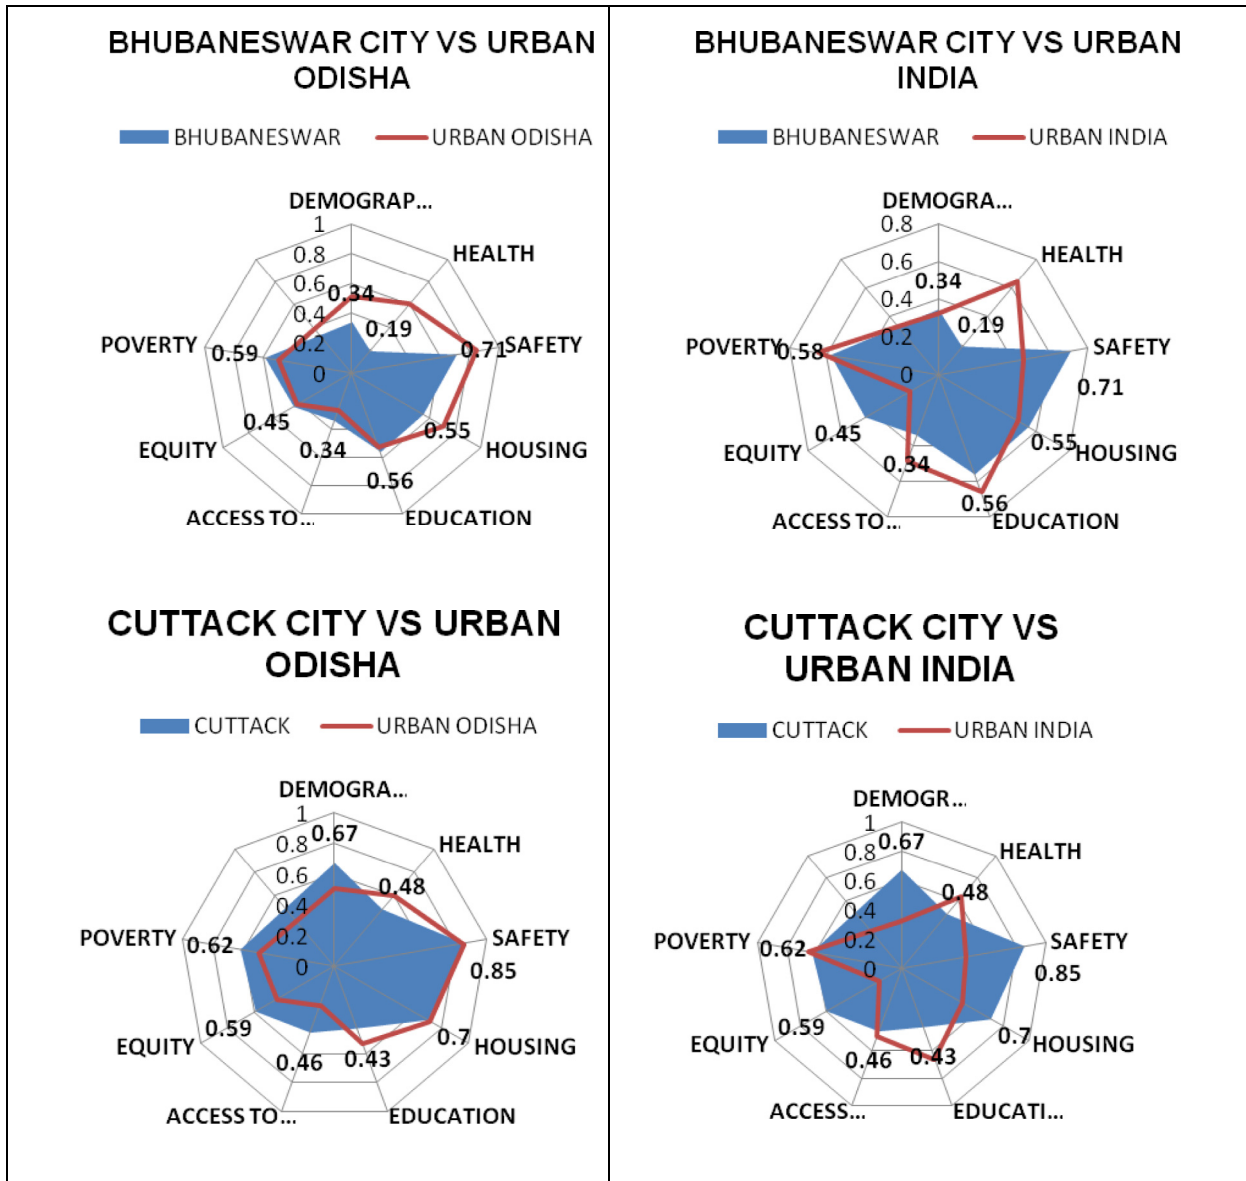 BHUBANESWAR CITY VS URBAN
ODISHA
BHUBANESWAR URBAN ODISHA
DEMOGRAP...
1
HEALTH
0.8
0.6
0.34
0.4
0.19
POVERTY 0.59 0.2 0.71 SAFETY
0
0.45 0.55
EQUITY 0.34 HOUSING
0.56
ACCESS TO... EDUCATION
BHUBANESWAR CITY VS URBAN
INDIA
BHUBANESWAR URBAN INDIA
DEMOGRA...
0.8
HEALTH
0.6
0.34
0.4
0.19
0.2
POVERTY 0.58 SAFETY
0
0.71
0.45 0.55
EQUITY 0.34 HOUSING
0.56
ACCESS TO... EDUCATION
CUTTACK CITY VS URBAN
ODISHA
CUTTACK URBAN ODISHA
DEMOGRA...
1
0.67
0.8 HEALTH
0.6 0.48
0.4
POVERTY 0.62 0.2 SAFETY
0 0.85
0.59 0.7
EQUITY HOUSING
0.46 0.43
ACCESS TO... EDUCATION
CUTTACK CITY VS
URBAN INDIA
CUTTACK URBAN INDIA
DEMOGR...
1
0.67
0.8 HEALTH
0.6 0.48
0.4
POVERTY 0.62 0.2 SAFETY
0 0.85
0.59 0.7
EQUITY HOUSING
0.46 0.43
ACCESS... EDUCATI...